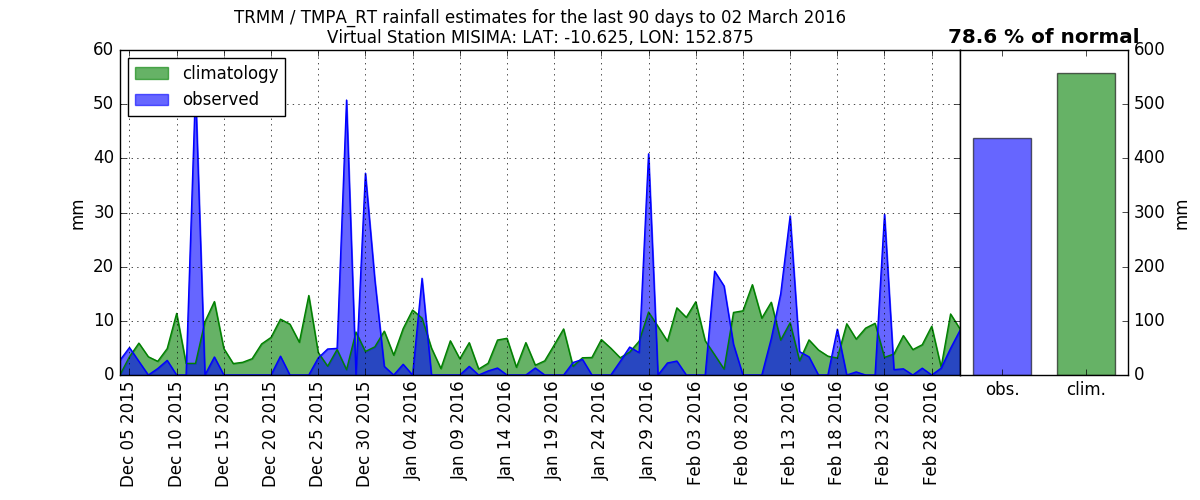 TRMM / TMPA_RT rainfall estimates for the last 90 days to 02 March 2016
Virtual Station MISIMA: LAT: -10.625, LON: 152.875
78.6 % of normal
climatology
observed
mm
60
50
40
30
20
10
0
Dec 05 2015
Dec 10 2015
Dec 15 2015
Dec 20 2015
Dec 25 2015
Dec 30 2015
Jan 04 2016
Jan 09 2016
Jan 14 2016
Jan 19 2016
Jan 24 2016
Jan 29 2016
Feb 03 2016
Feb 08 2016
Feb 13 2016
Feb 18 2016
Feb 23 2016
Feb 28 2016
obs.
clim.
600
500
400
300
200
100
0
mm